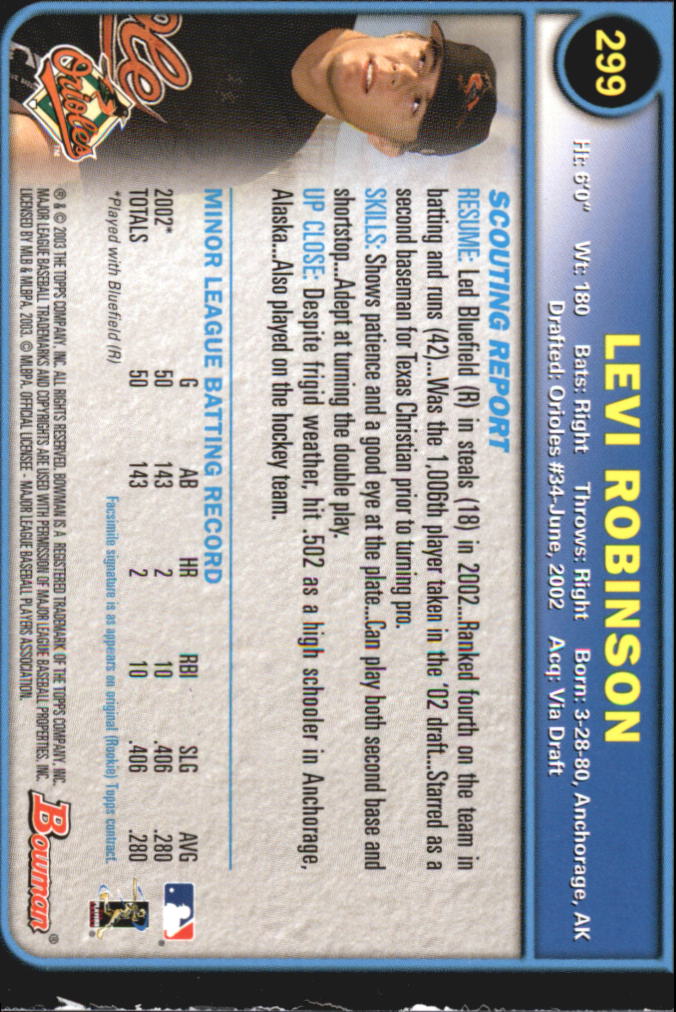 299
LEVI ROBINSON
Ht: 6'0" Wt: 180 Bats: Right Throws: Right Born: 3-28-80, Anchorage, AK
Drafted: Orioles #34-June, 2002 Acq: Via Draft
SCOUTING REPORT
RESUME: Led Bluefield (R) in steals (18) in 2002...Ranked fourth on the team in
batting and runs (42)...Was the 1,006th player taken in the '02 draft...Starred as a
second baseman for Texas Christian prior to turning pro.
SKILLS: Shows patience and a good eye at the plate...Can play both second base and
shortstop...Adept at turning the double play.
UP CLOSE: Despite frigid weather, hit .502 as a high schooler in Anchorage,
Alaska...Also played on the hockey team.
Orioles
MINOR LEAGUE BATTING RECORD
G AB HR RBI SLG AVG
2002* 50 143 2 10 .406 .280
TOTALS 50 143 2 10 .406 .280
*Played with Bluefield (R)
Facsimile signature is as appears on original (Rookie) Topps contract.
® & © 2003 THE TOPPS COMPANY, INC. ALL RIGHTS RESERVED. BOWMAN IS A REGISTERED TRADEMARK OF THE TOPPS COMPANY, INC.
MAJOR LEAGUE BASEBALL TRADEMARKS AND COPYRIGHTS ARE USED WITH PERMISSION OF MAJOR LEAGUE BASEBALL PROPERTIES, INC.
LICENSED BY MLB & MLBPA, 2003. © MLBPA. OFFICIAL LICENSEE - MAJOR LEAGUE BASEBALL PLAYERS ASSOCIATION.
Bowman®